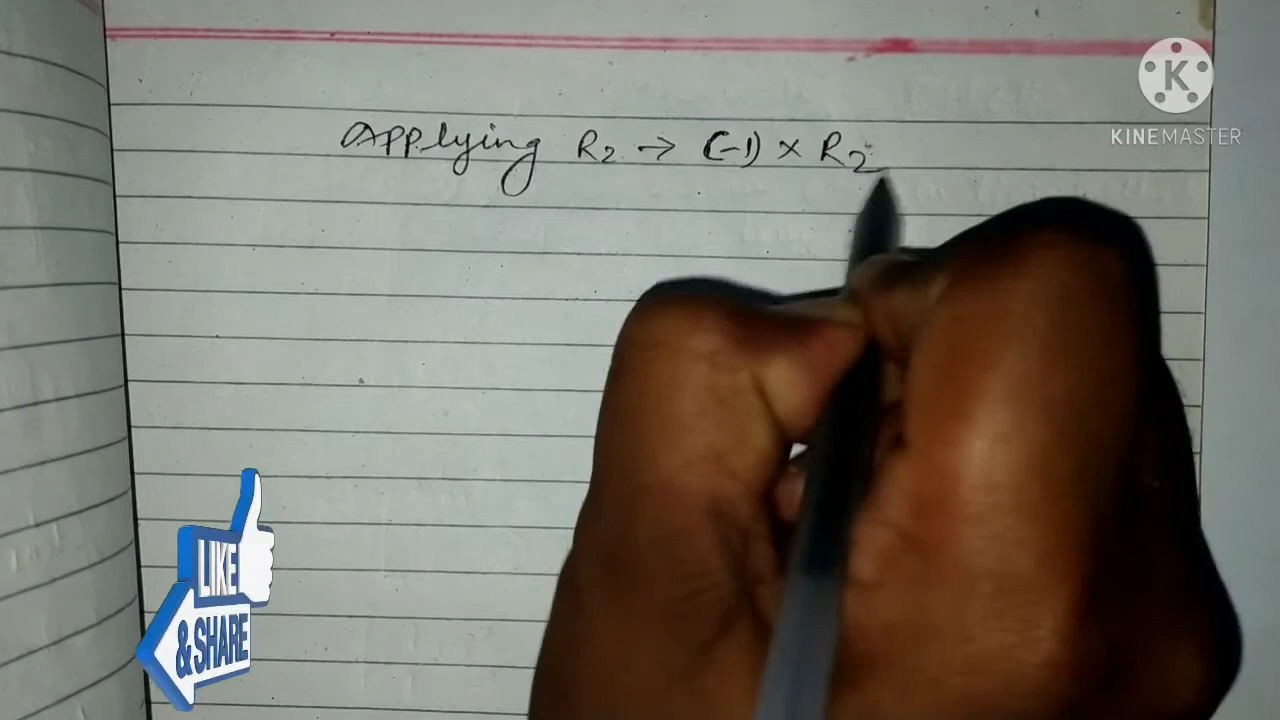 Applying R₂ → (-1) × R₂
KINEMASTER
LIKE
& SHARE